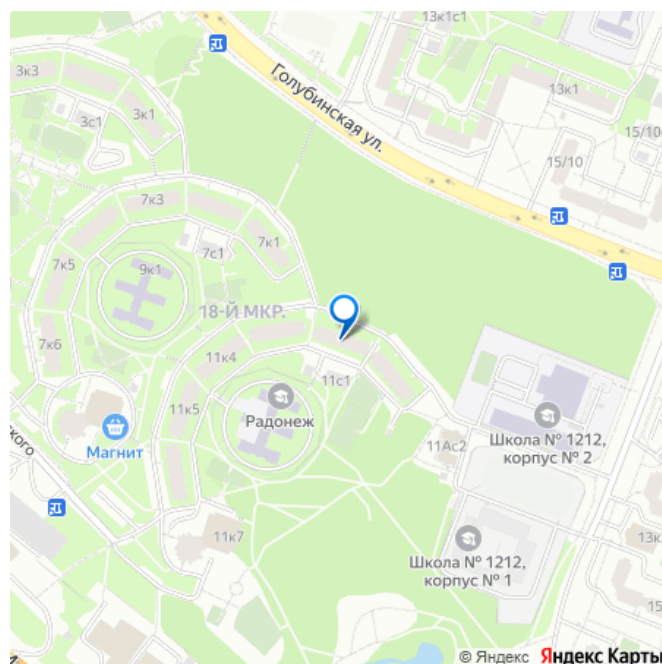 13к1с1
Голубинская ул.
3к3
13к1
3к1
3с1
15/10
15/10
7к3
7к1
7с1
7к5
9к1
18-Й МКР.
7к6
11к4
11с1
11к5
Радонеж
Магнит
11Ас2
Школа № 1212,
корпус № 2
11к7
Школа № 1212,
корпус № 1
13к
15
© Яндекс Яндекс Карты